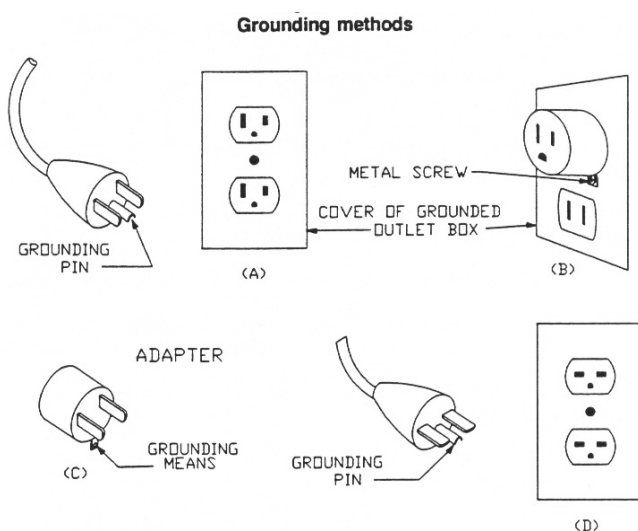 Grounding methods
METAL SCREW
COVER OF GROUNDED
OUTLET BOX
GROUNDING
PIN
(A)
(B)
ADAPTER
GROUNDING
MEANS
(C)
GROUNDING
PIN
(D)